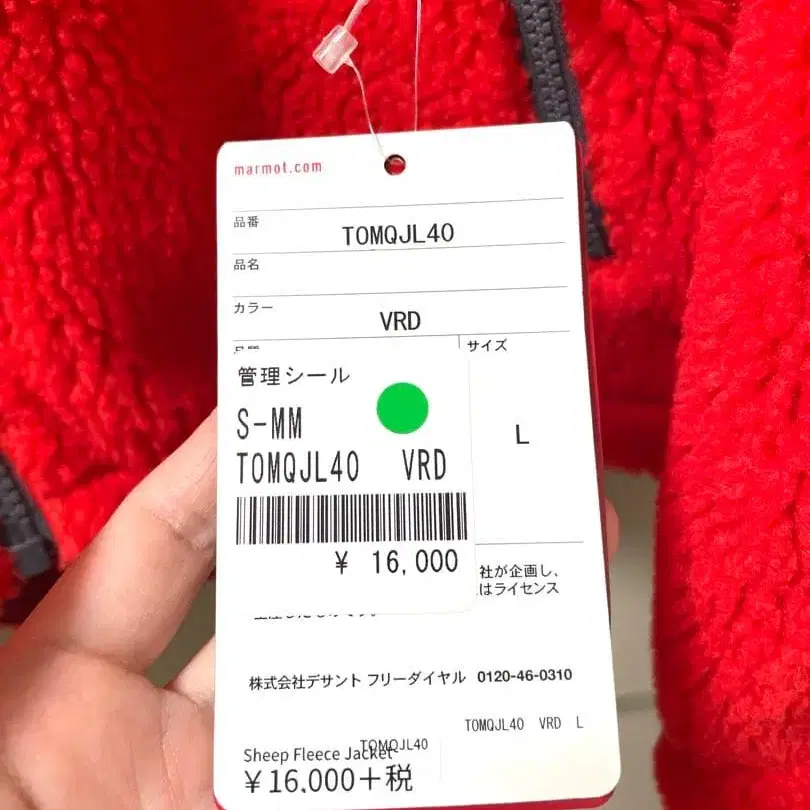 marmot.com
品番
TOMQJL40
品名
カラー
VRD
サイズ
L
管理シール
S-MM
TOMQJL40 VRD
¥ 16,000
社が企画し、
はライセンス
株式会社デサント フリーダイヤル 0120-46-0310
TOMQJL40 VRD L
TOMQJL40
Sheep Fleece Jacket
¥16,000+税